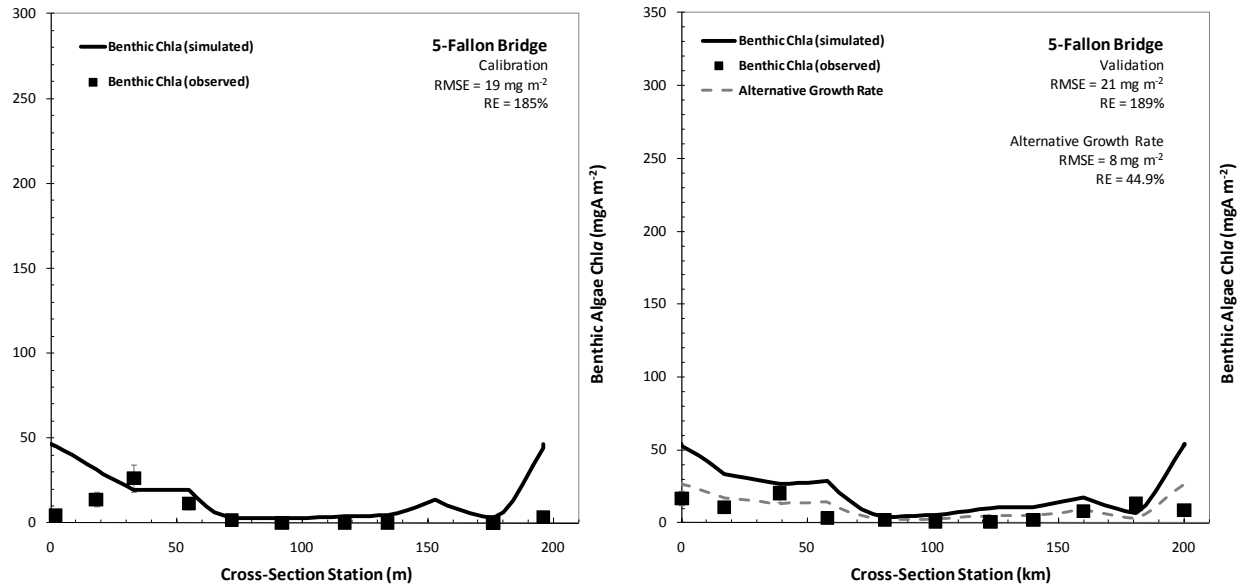 300
250
200
150
100
50
0
0
50
100
150
200
Cross-Section Station (m)
Benthic Chla (simulated)
Benthic Chla (observed)
5-Fallon Bridge
Calibration
RMSE = 19 mg m-2
RE = 185%
Benthic Algae Chla (mgA m-2)
350
300
250
200
150
100
50
0
0
50
100
150
200
Cross-Section Station (km)
Benthic Chla (simulated)
Benthic Chla (observed)
Alternative Growth Rate
5-Fallon Bridge
Validation
RMSE = 21 mg m-2
RE = 189%
Alternative Growth Rate
RMSE = 8 mg m-2
RE = 44.9%
Benthic Algae Chla (mgA m-2)